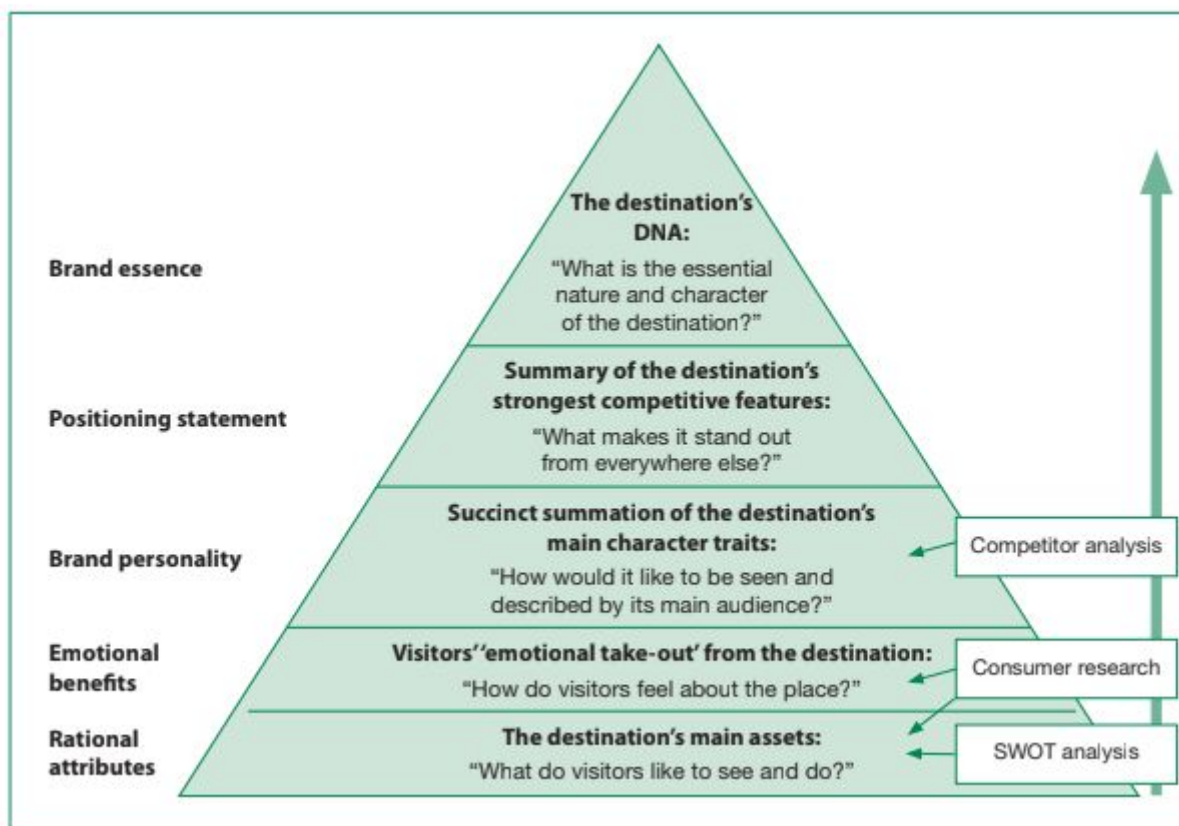 The destination's
DNA:
Brand essence
"What is the essential
nature and character
of the destination?"
Summary of the destination's
strongest competitive features:
Positioning statement
"What makes it stand out
from everywhere else?"
Succinct summation of the destination's
main character traits:
Brand personality
"How would it like to be seen and
described by its main audience?"
Competitor analysis
Emotional
benefits
Visitors' 'emotional take-out' from the destination:
"How do visitors feel about the place?"
Consumer research
Rational
attributes
The destination's main assets:
"What do visitors like to see and do?"
SWOT analysis